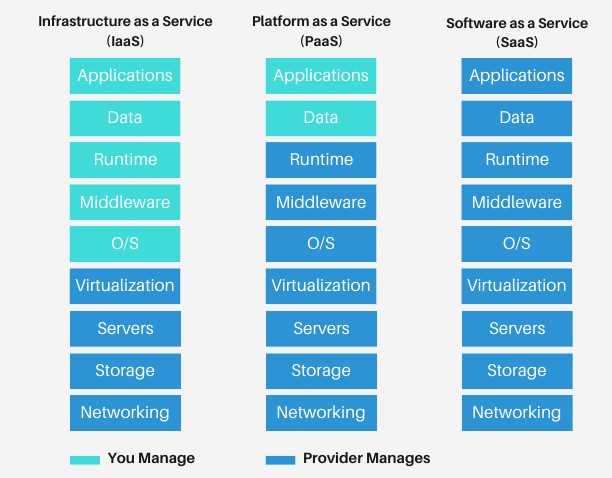 Infrastructure as a Service
(IaaS)
Applications
Data
Runtime
Middleware
O/S
Virtualization
Servers
Storage
Networking
Platform as a Service
(PaaS)
Applications
Data
Runtime
Middleware
O/S
Virtualization
Servers
Storage
Networking
Software as a Service
(SaaS)
Applications
Data
Runtime
Middleware
O/S
Virtualization
Servers
Storage
Networking
You Manage
Provider Manages